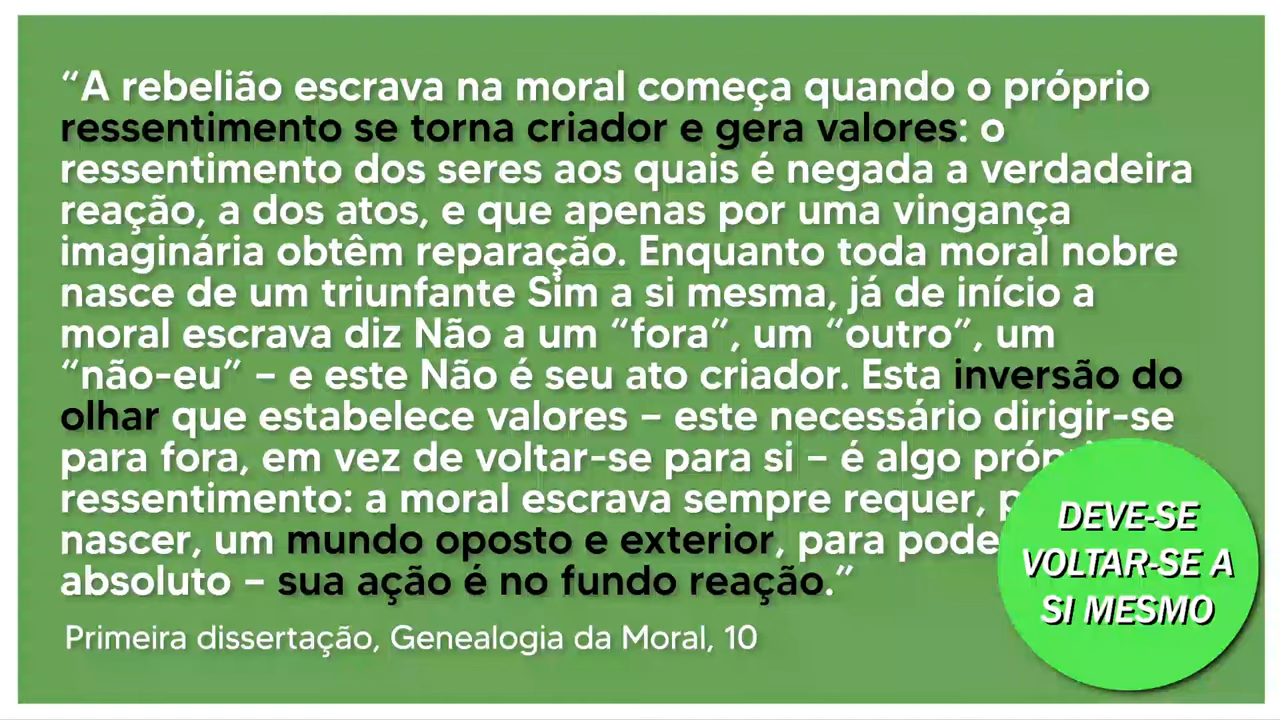 “A rebelião escrava na moral começa quando o próprio
ressentimento se torna criador e gera valores: o
ressentimento dos seres aos quais é negada a verdadeira
reação, a dos atos, e que apenas por uma vingança
imaginária obtêm reparação. Enquanto toda moral nobre
nasce de um triunfante Sim a si mesma, já de início a
moral escrava diz Não a um “fora”, um “outro”, um
“não-eu” – e este Não é seu ato criador. Esta inversão do
olhar que estabelece valores – este necessário dirigir-se
para fora, em vez de voltar-se para si – é algo
ressentimento: a moral escrava sempre requer,
nascer, um mundo oposto e exterior, para
absoluto – sua ação é no fundo reação.”
Primeira dissertação, Genealogia da Moral, 10
DEVE-SE
VOLTAR-SE A
SI MESMO